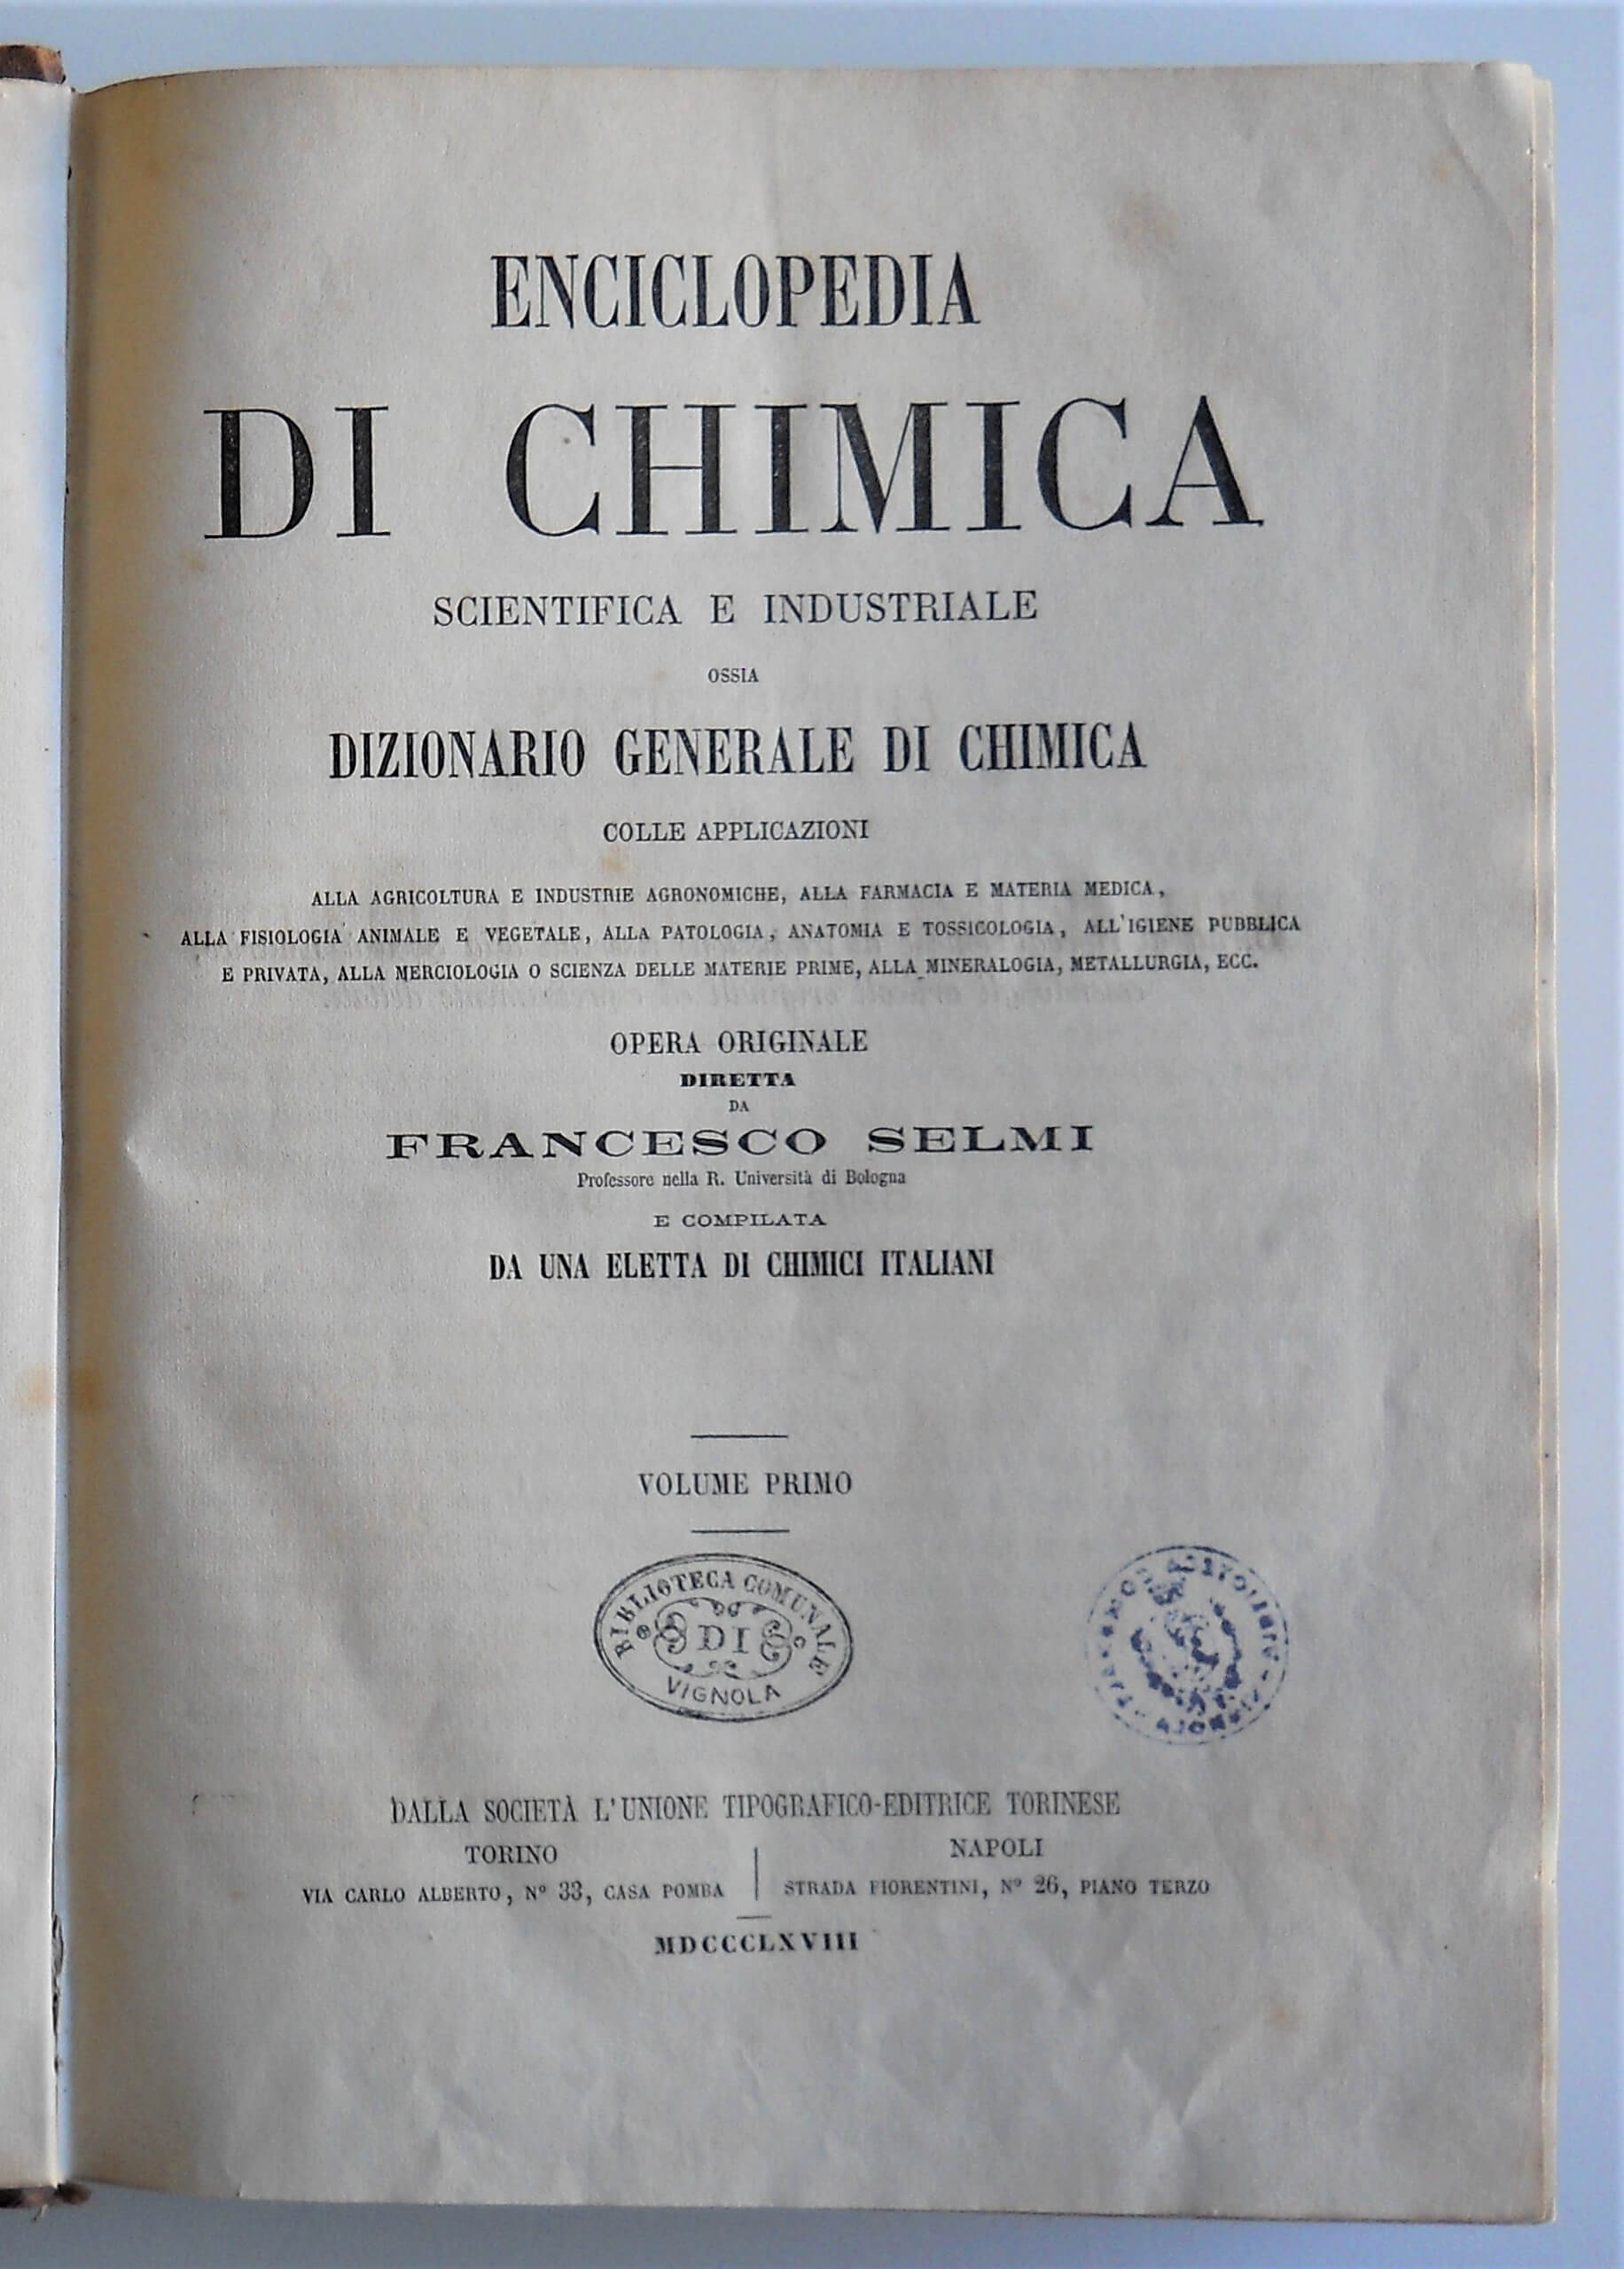 ENCICLOPEDIA
DI CHIMICA
SCIENTIFICA E INDUSTRIALE
OSSIA
DIZIONARIO GENERALE DI CHIMICA
COLLE APPLICAZIONI
ALLA AGRICOLTURA E INDUSTRIE AGRONOMICHE, ALLA FARMACIA E MATERIA MEDICA,
ALLA FISIOLOGIA ANIMALE E VEGETALE, ALLA PATOLOGIA, ANATOMIA E TOSSICOLOGIA, ALL'IGIENE PUBBLICA
E PRIVATA, ALLA MERCIOLOGIA O SCIENZA DELLE MATERIE PRIME, ALLA MINERALOGIA, METALLURGIA, ECC.
OPERA ORIGINALE
DIRETTA
DA
FRANCESCO SELMI
Professore nella R. Università di Bologna
E COMPILATA
DA UNA ELETTA DI CHIMICI ITALIANI
VOLUME PRIMO
BIBLIOTECA COMUNALE
DI
VIGNOLA
DALLA SOCIETÀ L'UNIONE TIPOGRAFICO-EDITRICE TORINESE
TORINO
VIA CARLO ALBERTO, Nº 33, CASA POMBA
NAPOLI
STRADA FIORENTINI, Nº 26, PIANO TERZO
MDCCCLXVIII